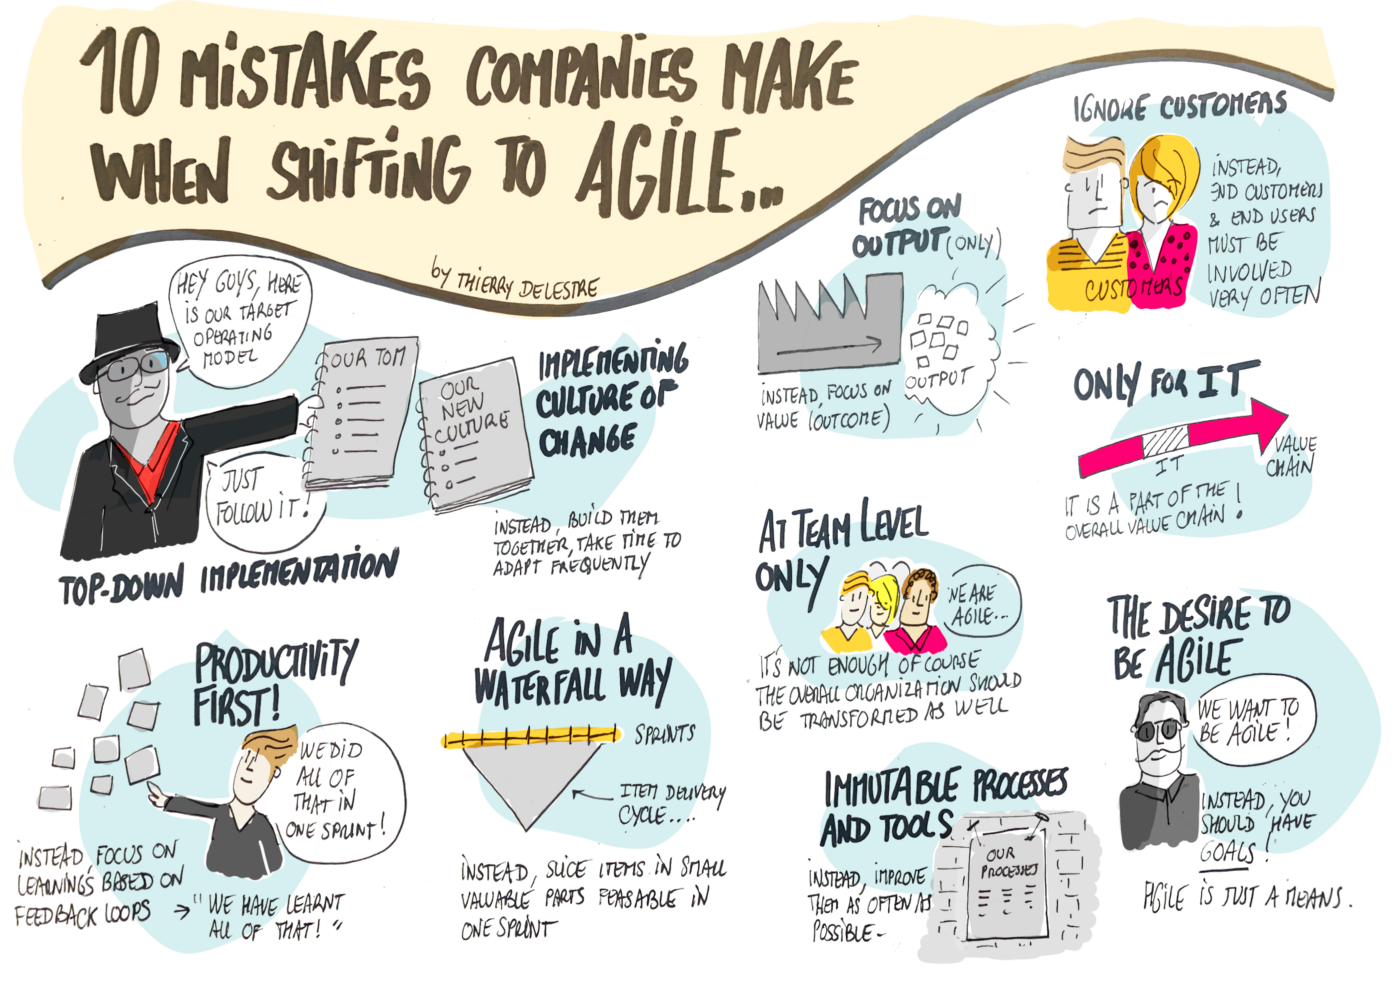 10 MiSTAKES COMPANiES MAKE
WHEN SHiFTiNG TO AGiLE...
by THiERRY DELESTRE
HEY GUYS, HERE
IS OUR TARGET
OPERATiNG
MODEL
JUST
FOLLOW iT!
OUR TOM
OUR
NEW
CULTURE
TOP-DOWN IMPLEMENTATION
IMPLEMENTiNG
CULTURE OF
CHANGE
INSTEAD, BUiLD THEM
TOGETHER, TAKE TiME TO
ADAPT FREQUENTLY
FOCUS ON
OUTPUT (ONLY)
OUTPUT
INSTEAD, FOCUS ON
VALUE (OUTCOME)
IGNORE CUSTOMERS
CUSTOMERS
INSTEAD,
END CUSTOMERS
& END USERS
MUST BE
INVOLVED
VERY OFTEN
ONLY FOR IT
IT
VALUE
CHAIN
IT IS A PART OF THE
OVERALL VALUE CHAIN!
AT TEAM LEVEL
ONLY
WE ARE
AGILE...
IT'S NOT ENOUGH OF COURSE
THE OVERALL ORGANIZATION SHOULD
BE TRANSFORMED AS WELL
THE DESIRE TO
BE AGILE
WE WANT TO
BE AGiLE!
INSTEAD, YOU
SHOULD HAVE
GOALS!
AGILE IS JUST A MEANS.
PRODUCTIViTY
FIRST!
WE DID
ALL OF
THAT IN
ONE SPRINT!
INSTEAD, FOCUS ON
LEARNINGS BASED ON
FEEDBACK LOOPS → "WE HAVE LEARNT
ALL OF THAT!"
AGiLE iN A
WATERFALL WAY
SPRINTS
ITEM DELIVERY
CYCLE....
INSTEAD, SLICE ITEMS IN SMALL
VALUABLE PARTS FEASABLE IN
ONE SPRINT
IMMUTABLE PROCESSES
AND TOOLS
OUR
PROCESSES
INSTEAD, IMPROVE
THEM AS OFTEN AS
POSSIBLE-